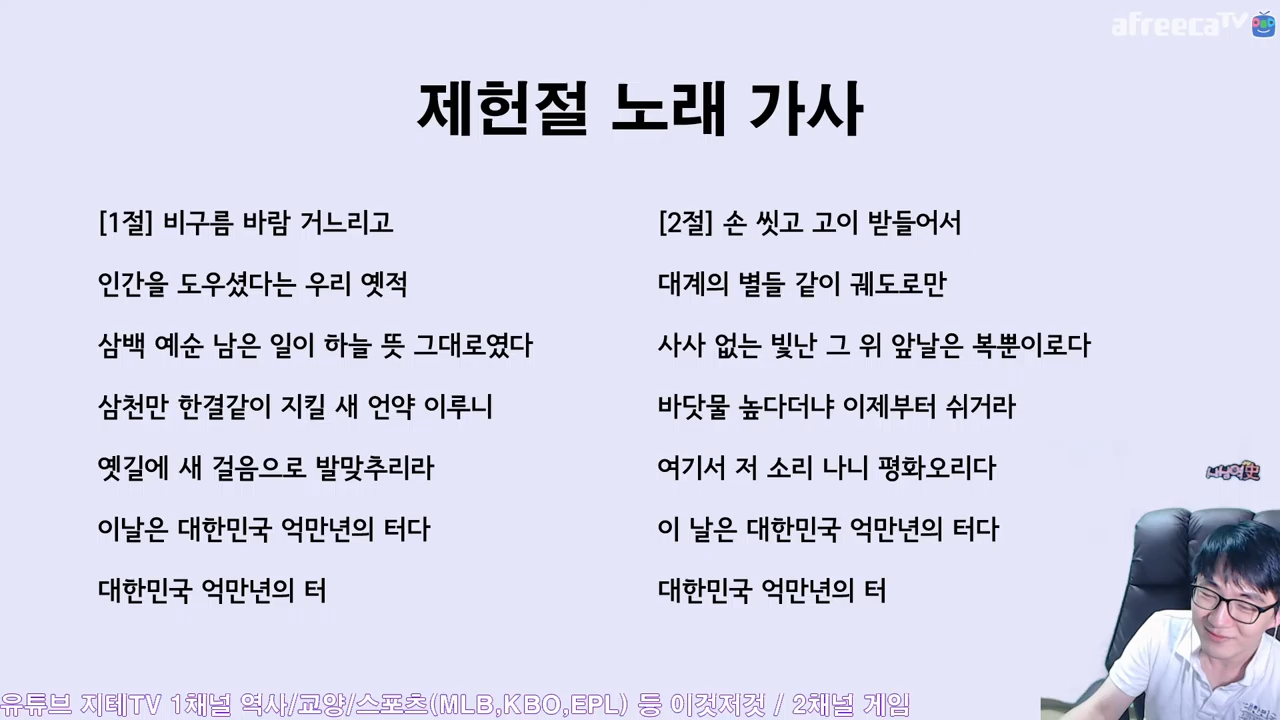 afreecaTV
제헌절 노래 가사
[1절] 비구름 바람 거느리고
인간을 도우셨다는 우리 옛적
삼백 예순 남은 일이 하늘 뜻 그대로였다
삼천만 한결같이 지킬 새 언약 이루니
옛길에 새 걸음으로 발맞추리라
이날은 대한민국 억만년의 터다
대한민국 억만년의 터
[2절] 손 씻고 고이 받들어서
대계의 별들 같이 궤도로만
사사 없는 빛난 그 위 앞날은 복뿐이로다
바닷물 높다더냐 이제부터 쉬거라
여기서 저 소리 나니 평화오리다
이 날은 대한민국 억만년의 터다
대한민국 억만년의 터
유튜브 지테TV 1채널 역사/교양/스포츠(MLB,KBO,EPL) 등 이것저것 / 2채널 게임